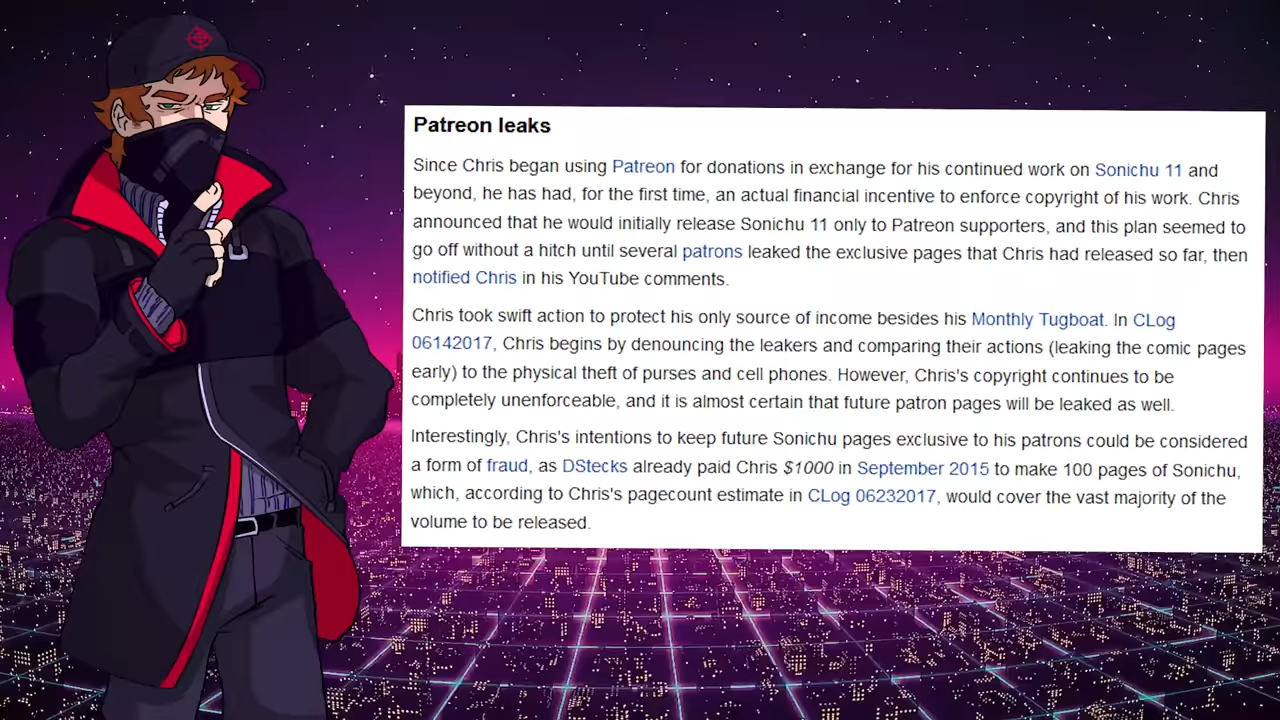 Patreon leaks
Since Chris began using Patreon for donations in exchange for his continued work on Sonichu 11 and
beyond, he has had, for the first time, an actual financial incentive to enforce copyright of his work. Chris
announced that he would initially release Sonichu 11 only to Patreon supporters, and this plan seemed to
go off without a hitch until several patrons leaked the exclusive pages that Chris had released so far, then
notified Chris in his YouTube comments.
Chris took swift action to protect his only source of income besides his Monthly Tugboat. In CLog
06142017, Chris begins by denouncing the leakers and comparing their actions (leaking the comic pages
early) to the physical theft of purses and cell phones. However, Chris's copyright continues to be
completely unenforceable, and it is almost certain that future patron pages will be leaked as well.
Interestingly, Chris's intentions to keep future Sonichu pages exclusive to his patrons could be considered
a form of fraud, as DStecks already paid Chris $1000 in September 2015 to make 100 pages of Sonichu,
which, according to Chris's pagecount estimate in CLog 06232017, would cover the vast majority of the
volume to be released.